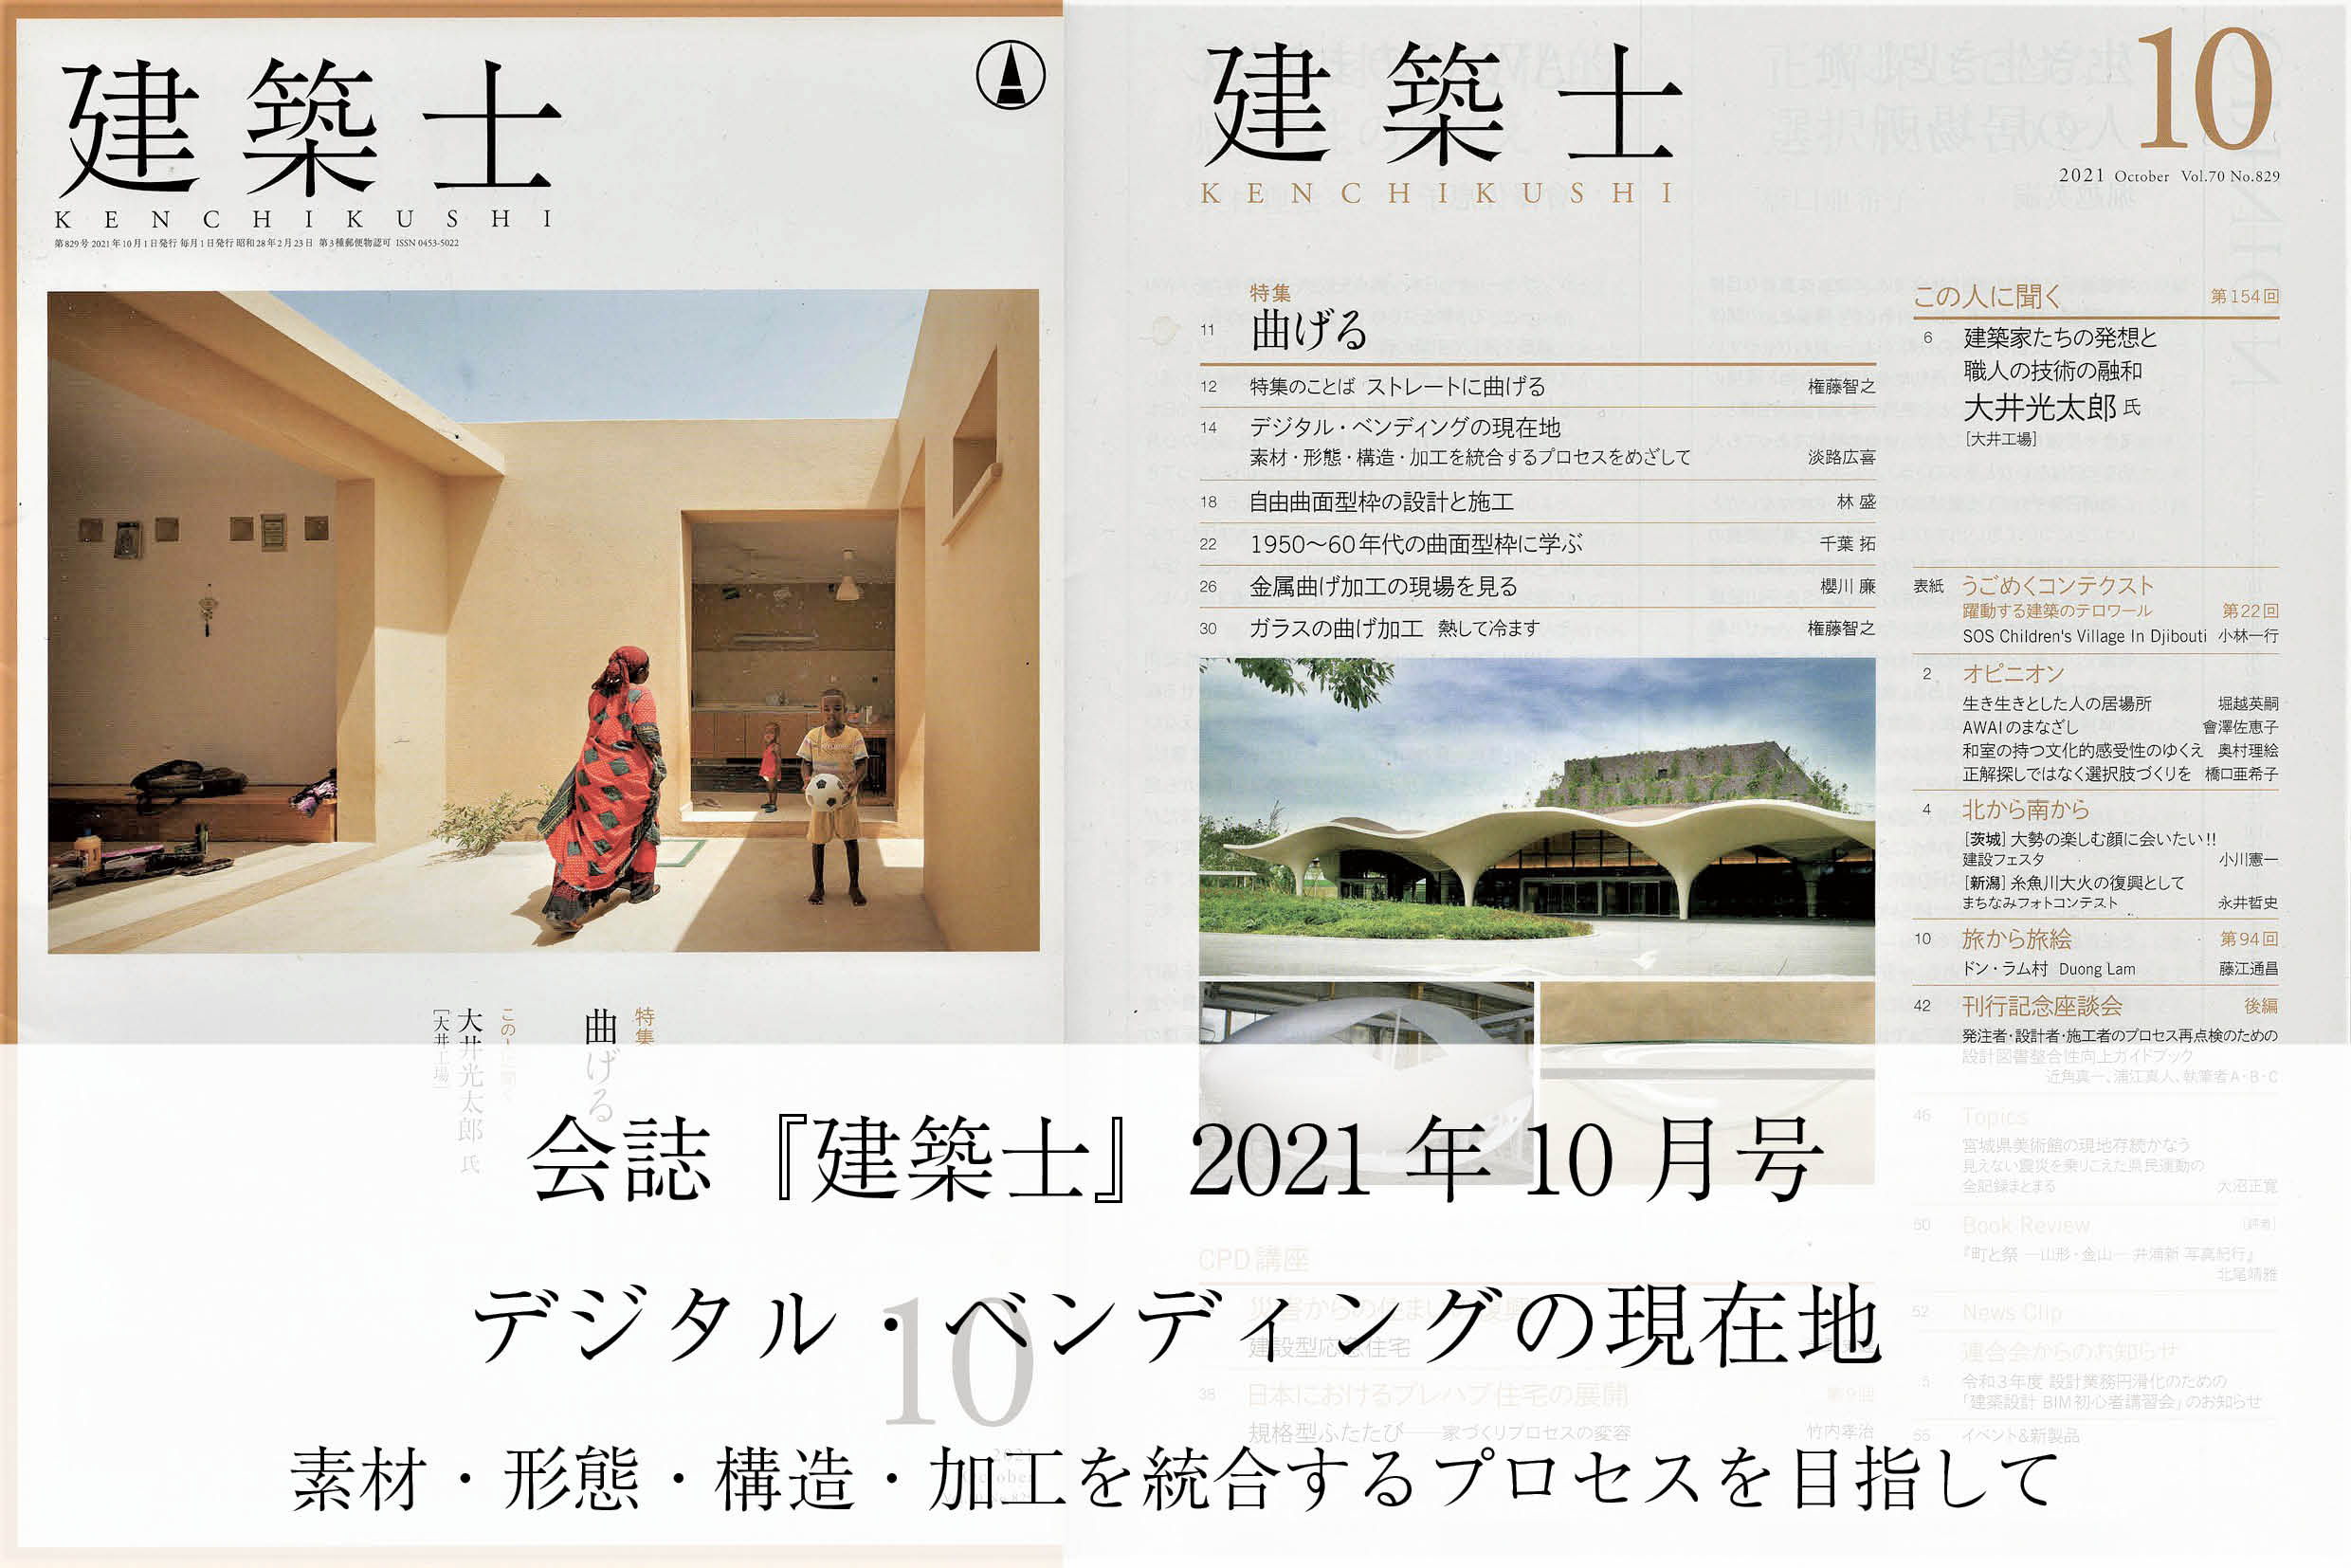 建築士
KENCHIKUSHI
第829号 2021年10月1日発行 毎月1日発行 昭和28年2月23日 第3種郵便物認可 ISSN 0453-5022
特集
曲げる
この人に聞く
大井光太郎 氏
［大井工場］
10
2021
October
建築士
KENCHIKUSHI
10
2021 October Vol.70 No.829
特集
11 曲げる
12 特集のことば ストレートに曲げる 権藤智之
14 デジタル・ベンディングの現在地
素材・形態・構造・加工を統合するプロセスをめざして 淡路広喜
18 自由曲面型枠の設計と施工 林 盛
22 1950〜60年代の曲面型枠に学ぶ 千葉 拓
26 金属曲げ加工の現場を見る 櫻川 廉
30 ガラスの曲げ加工 熱して冷ます 権藤智之
CPD講座
災害からの住まい 復興
建設型応急住宅
38 日本におけるプレハブ住宅の展開 第9回
規格型ふたたび──家づくりプロセスの変容 竹内孝治
この人に聞く 第154回
6 建築家たちの発想と
職人の技術の融和
大井光太郎 氏
［大井工場］
表紙 うごめくコンテクスト
躍動する建築のテロワール 第22回
SOS Children's Village In Djibouti 小林一行
2 オピニオン
生き生きとした人の居場所 堀越英嗣
AWAIのまなざし 會澤佐恵子
和室の持つ文化的感受性のゆくえ 奥村理絵
正解探しではなく選択肢づくりを 橋口亜希子
4 北から南から
［茨城］大勢の楽しむ顔に会いたい!!
建設フェスタ 小川憲一
［新潟］糸魚川大火の復興として
まちなみフォトコンテスト 永井哲史
10 旅から旅絵 第94回
ドン・ラム村 Duong Lam 藤江通昌
42 刊行記念座談会 後編
発注者・設計者・施工者のプロセス再点検のための
設計図書整合性向上ガイドブック
近角真一、浦江真人、執筆者A・B・C
46 Topics
宮城県美術館の現地存続かなう
見えない震災を乗りこえた県民運動の
全記録まとまる 大沼正寛
50 Book Review ［評者］
『町と祭 ―山形・金山― 井浦新 写真紀行』
北尾靖雅
52 News Clip
連合会からのお知らせ
5 令和3年度 設計業務円滑化のための
「建築設計 BIM初心者講習会」のお知らせ
55 イベント&新製品
会誌『建築士』2021 年 10 月号
デジタル・ベンディングの現在地
素材・形態・構造・加工を統合するプロセスを目指して